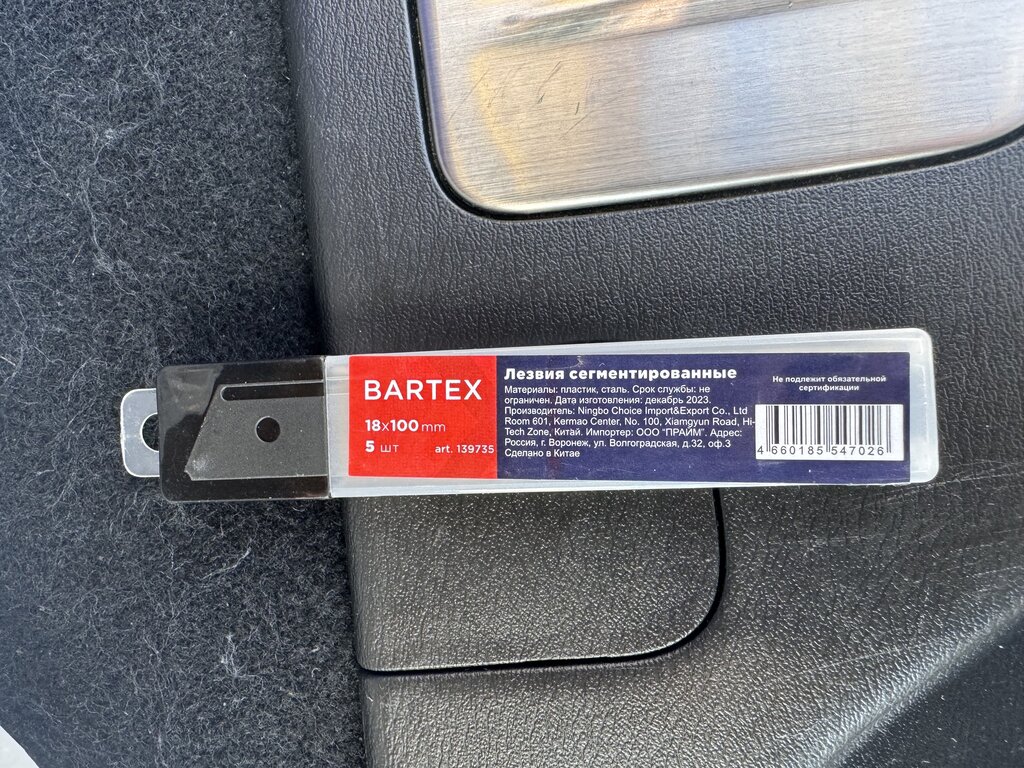 BARTEX
18x100 mm
5 шт art. 139735
Лезвия сегментированные
Материалы: пластик, сталь. Срок службы: не
ограничен. Дата изготовления: декабрь 2023.
Производитель: Ningbo Choice Import&Export Co., Ltd
Room 601, Kermao Center, No. 100, Xiamgyun Road, Hi-
Tech Zone, Китай. Импортер: ООО "ПРАЙМ". Адрес:
Россия, г. Воронеж, ул. Волгоградская, д.32, оф.3
Сделано в Китае
Не подлежит обязательной
сертификации
4 660185 547026